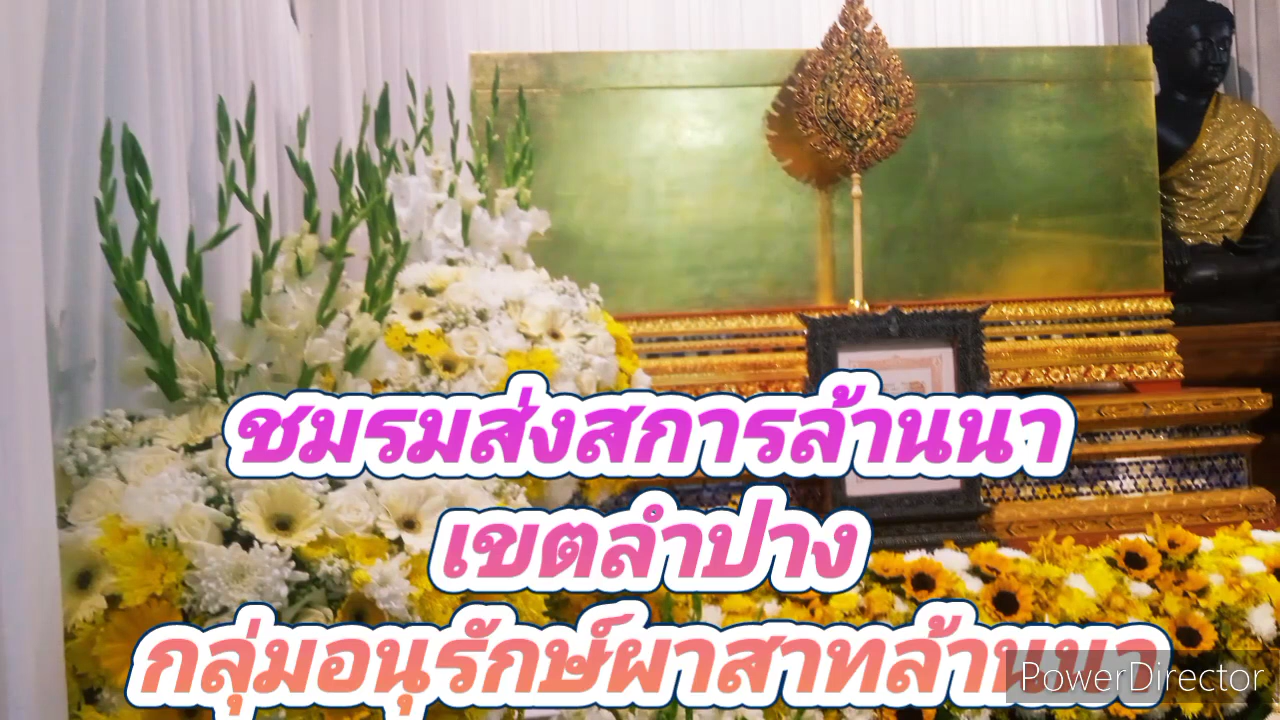 ชมรมส่งสการล้านนา
เขตลำปาง
กลุ่มอนุรักษ์ผาสาทล้านนา
PowerDirector